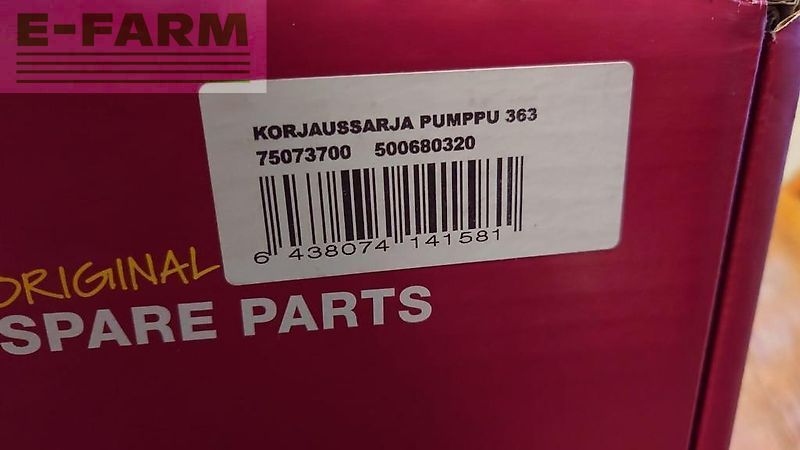 E-FARM
KORJAUSSARJA PUMPPU 363
75073700 500680320
6 438074 141581
ORIGINAL
SPARE PARTS